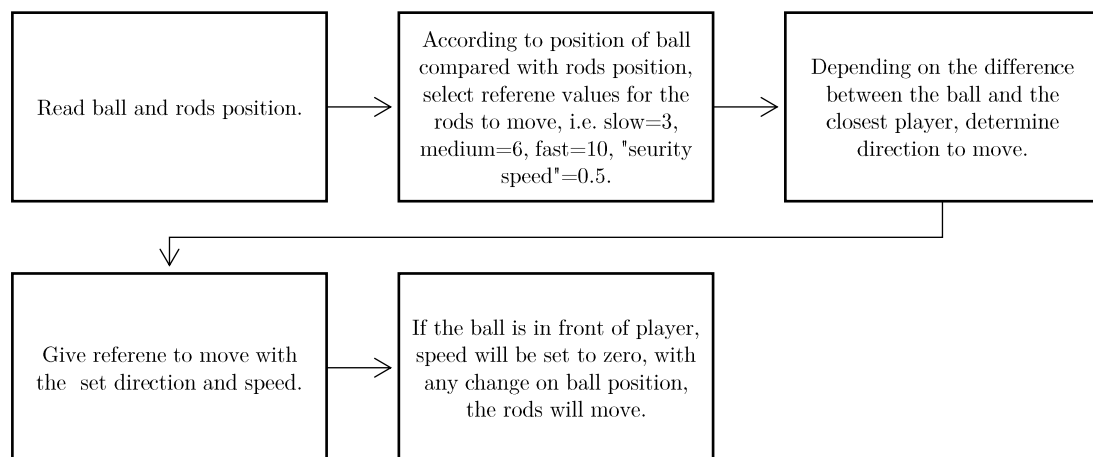 Read ball and rods position.
According to position of ball
compared with rods position,
select referene values for the
rods to move, i.e. slow=3,
medium=6, fast=10, "seurity
speed"=0.5.
Depending on the difference
between the ball and the
closest player, determine
direction to move.
Give referene to move with
the set direction and speed.
If the ball is in front of player,
speed will be set to zero, with
any change on ball position,
the rods will move.